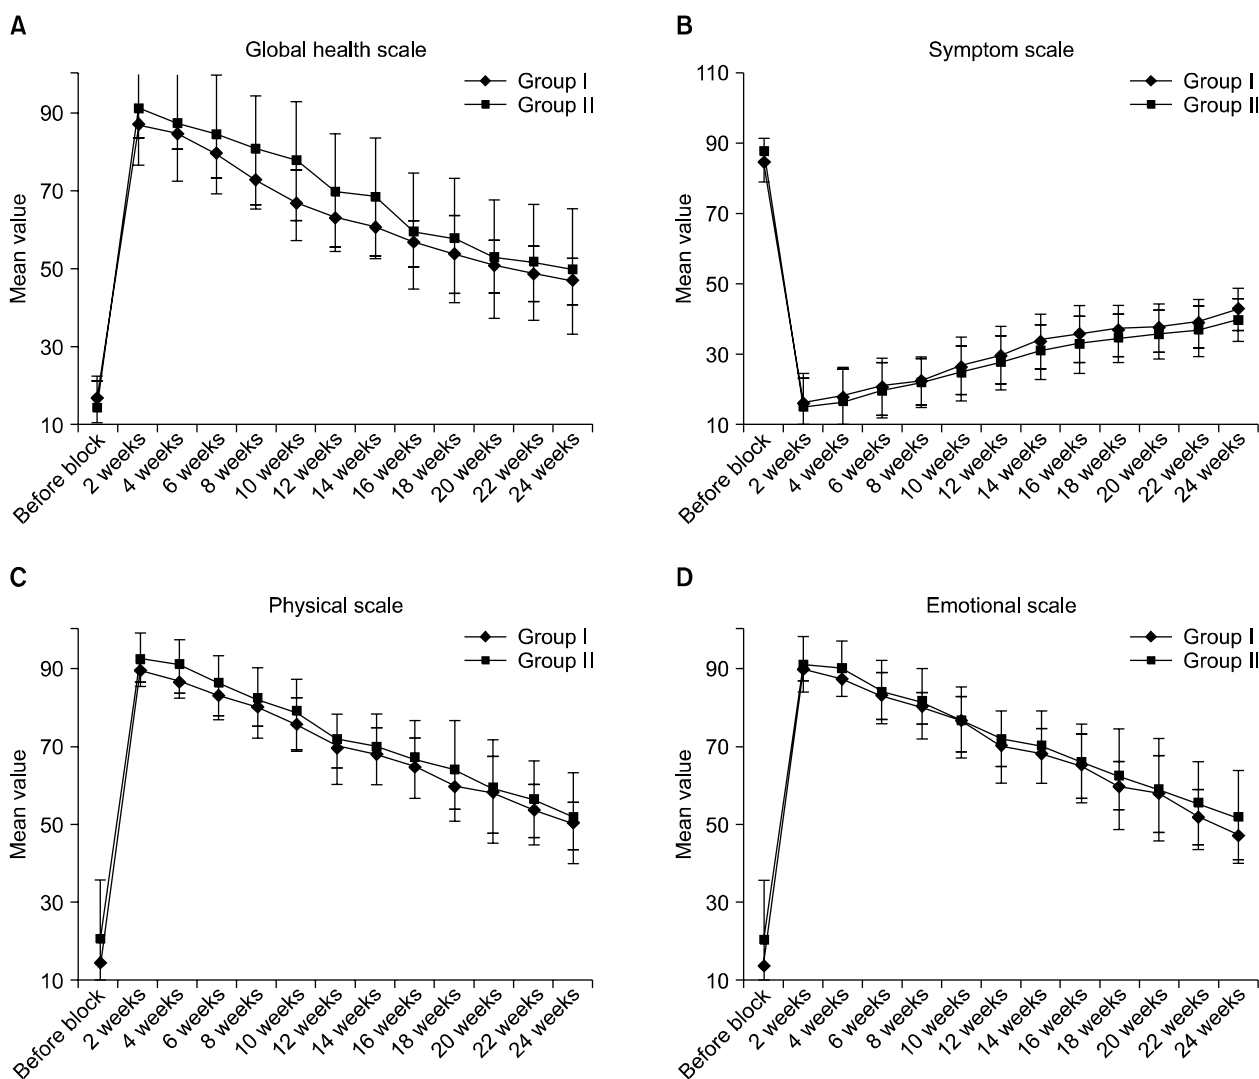 A
Global health scale
Group I
Group II
Mean value
90
70
50
30
10
Before block
2 weeks
4 weeks
6 weeks
8 weeks
10 weeks
12 weeks
14 weeks
16 weeks
18 weeks
20 weeks
22 weeks
24 weeks
B
Symptom scale
Group I
Group II
Mean value
110
90
70
50
30
10
Before block
2 weeks
4 weeks
6 weeks
8 weeks
10 weeks
12 weeks
14 weeks
16 weeks
18 weeks
20 weeks
22 weeks
24 weeks
C
Physical scale
Group I
Group II
Mean value
90
70
50
30
10
Before block
2 weeks
4 weeks
6 weeks
8 weeks
10 weeks
12 weeks
14 weeks
16 weeks
18 weeks
20 weeks
22 weeks
24 weeks
D
Emotional scale
Group I
Group II
Mean value
90
70
50
30
10
Before block
2 weeks
4 weeks
6 weeks
8 weeks
10 weeks
12 weeks
14 weeks
16 weeks
18 weeks
20 weeks
22 weeks
24 weeks